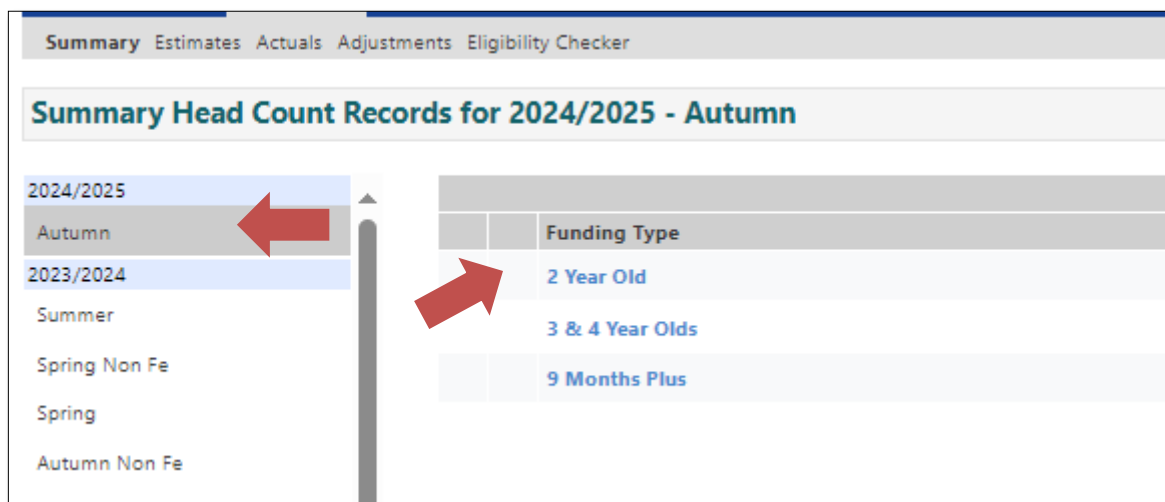 Summary Estimates Actuals Adjustments Eligibility Checker
Summary Head Count Records for 2024/2025 - Autumn
2024/2025
Autumn
2023/2024
Summer
Spring Non Fe
Spring
Autumn Non Fe
Funding Type
2 Year Old
3 & 4 Year Olds
9 Months Plus